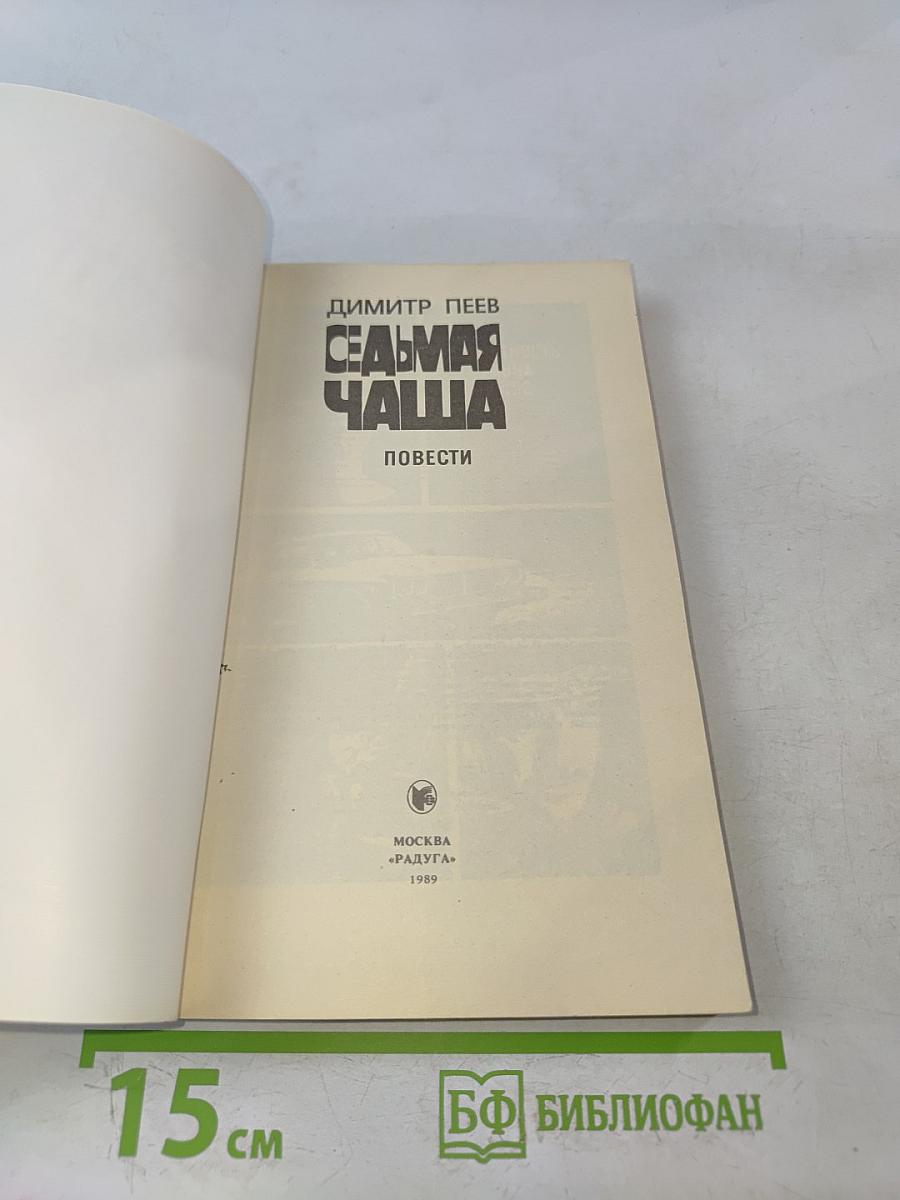 ДИМИТР ПЕЕВ
СЕДЬМАЯ
ЧАША
ПОВЕСТИ
МОСКВА
«РАДУГА»
1989
15 см
БФ БИБЛИОФАН